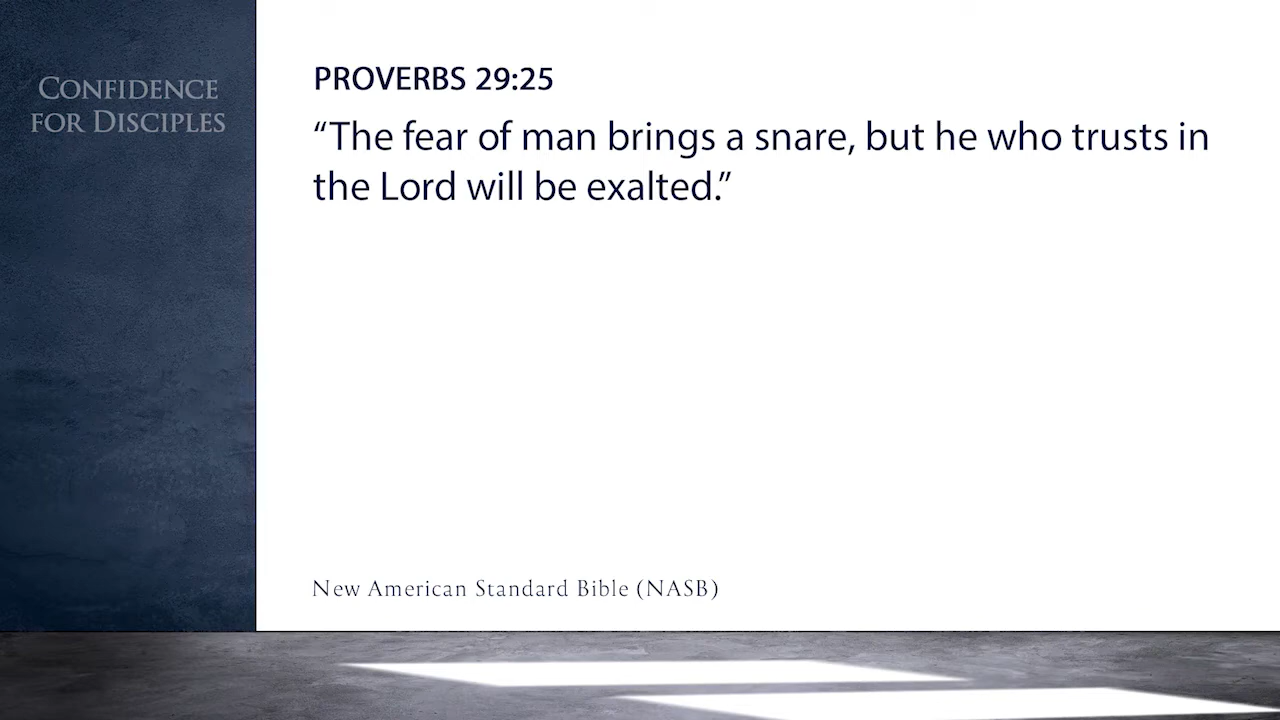 CONFIDENCE
FOR DISCIPLES
PROVERBS 29:25
“The fear of man brings a snare, but he who trusts in
the Lord will be exalted.”
New American Standard Bible (NASB)